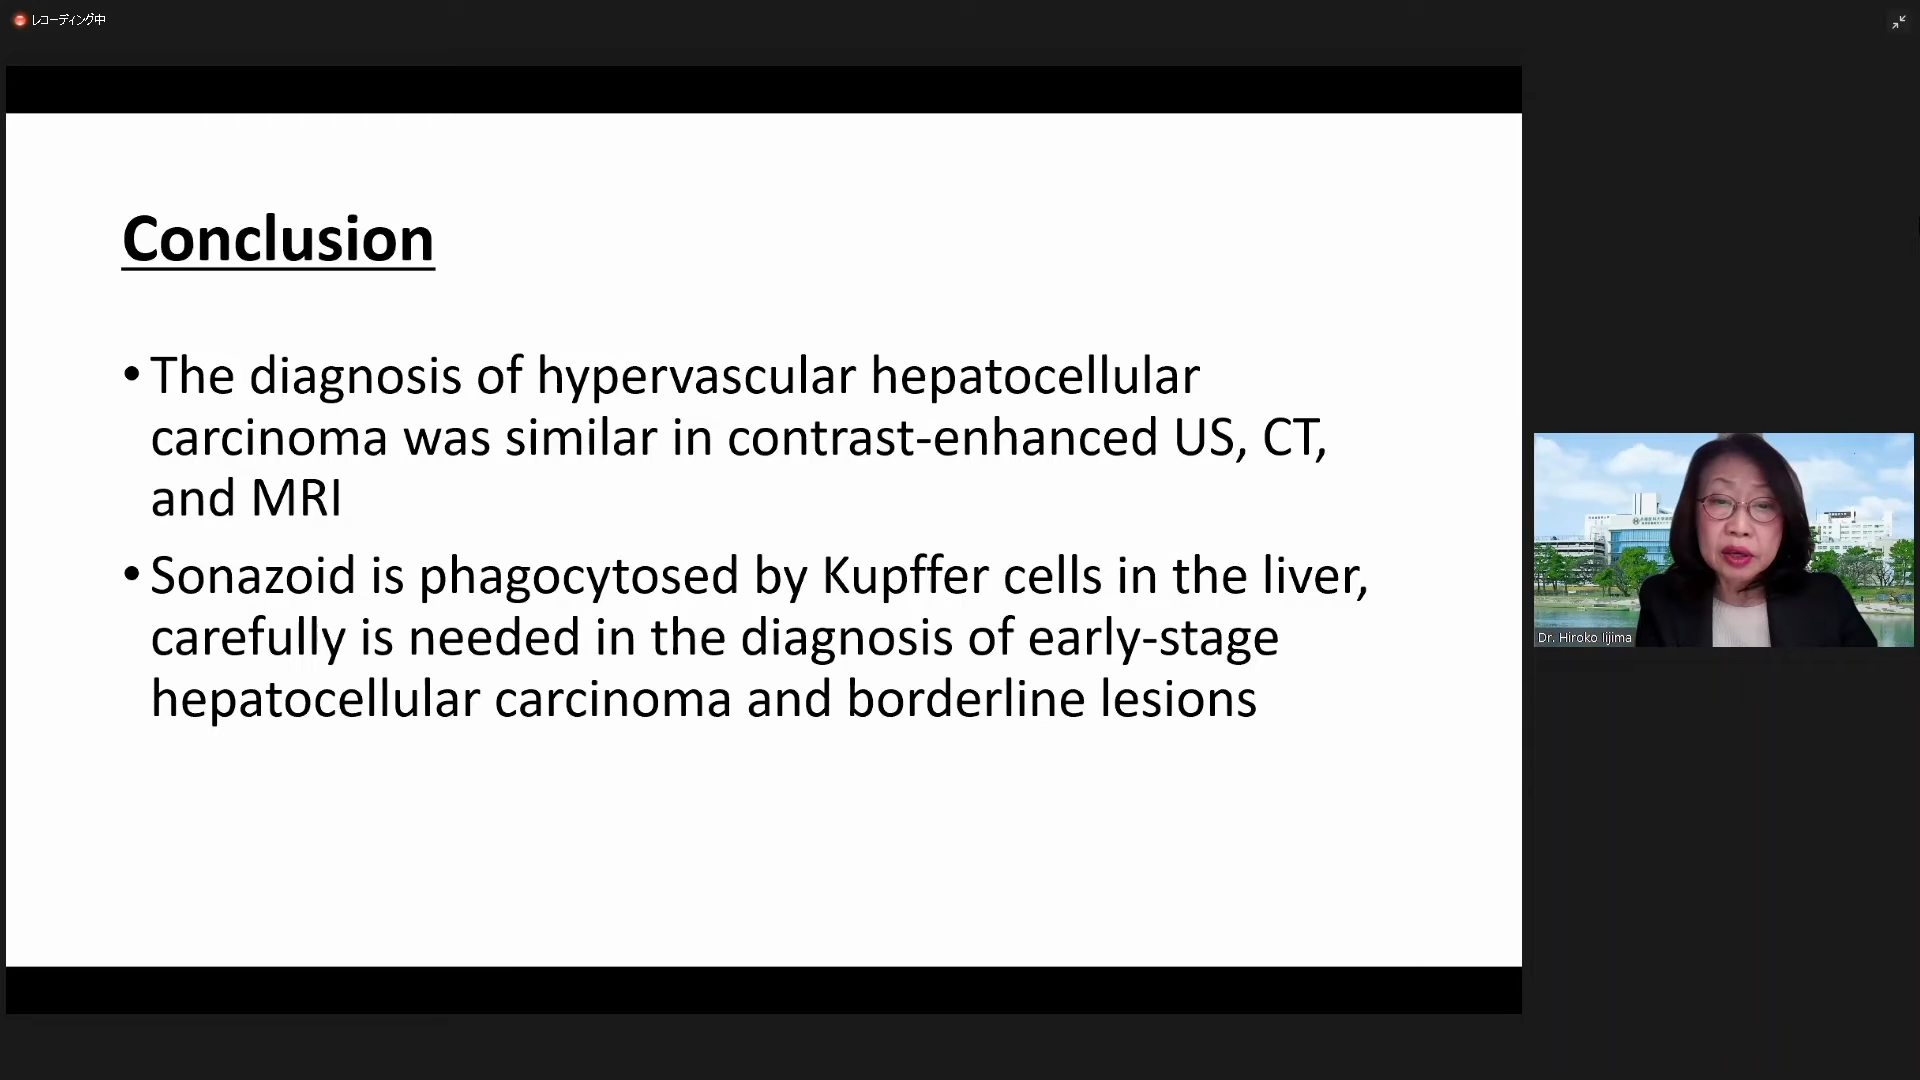 レコーディング中
Conclusion
• The diagnosis of hypervascular hepatocellular
carcinoma was similar in contrast-enhanced US, CT,
and MRI
• Sonazoid is phagocytosed by Kupffer cells in the liver,
carefully is needed in the diagnosis of early-stage
hepatocellular carcinoma and borderline lesions
Dr. Hiroko Iijima